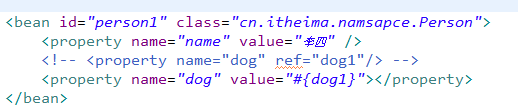 <bean id="person1" class="cn.itheima.namsapce.Person">
<property name="name" value="李四" />
<!-- <property name="dog" ref="dog1"/> -->
<property name="dog" value="#{dog1}"></property>
</bean>